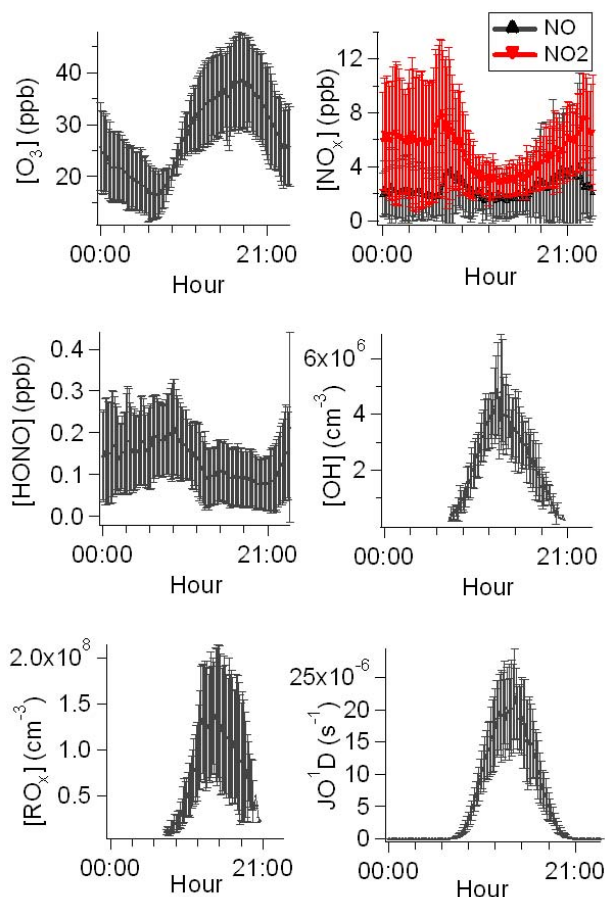 [O₃] (ppb)
40
30
20
00:00 21:00
Hour
[NOₓ] (ppb)
12
8
4
0
NO
NO2
00:00 21:00
Hour
[HONO] (ppb)
0.4
0.3
0.2
0.1
0.0
00:00 21:00
Hour
[OH] (cm⁻³)
6x10⁶
4
2
00:00 21:00
Hour
[ROₓ] (cm⁻³)
2.0x10⁸
1.5
1.0
0.5
00:00 21:00
Hour
JO¹D (s⁻¹)
25x10⁻⁶
20
15
10
5
0
00:00 21:00
Hour